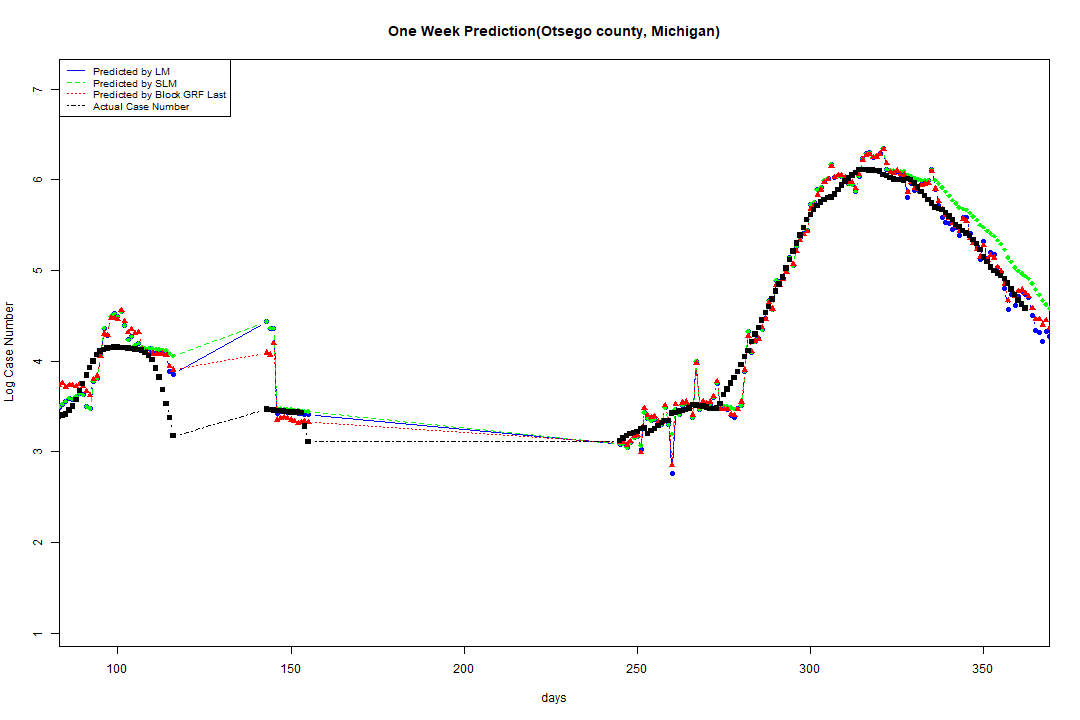 One Week Prediction(Otsego county, Michigan)
Predicted by LM
Predicted by SLM
Predicted by Block GRF Last
Actual Case Number
Log Case Number
7
6
5
4
3
2
1
100 150 200 250 300 350
days